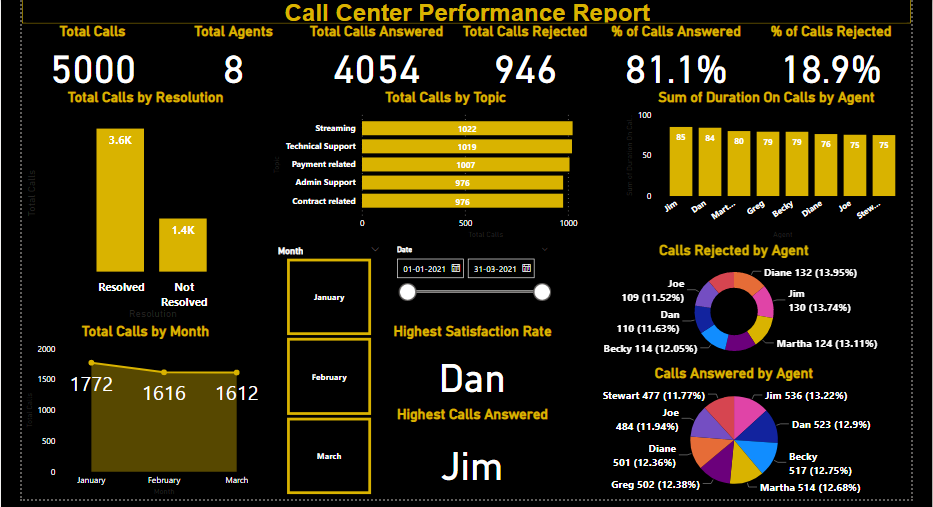 Call Center Performance Report
Total Calls
Total Agents
Total Calls Answered
Total Calls Rejected
% of Calls Answered
% of Calls Rejected
5000
8
4054
946
81.1%
18.9%
Total Calls by Resolution
Total Calls
3.6K
1.4K
Resolved
Not
Resolved
Resolution
Total Calls by Topic
Topic
Streaming
1022
Technical Support
1019
Payment related
1007
Admin Support
976
Contract related
976
0
500
1000
Total Calls
Sum of Duration On Calls by Agent
100
50
0
85
84
80
79
79
76
75
75
Jim
Dan
Mart...
Greg
Becky
Diane
Joe
Stew...
Agent
Month
January
February
March
Date
01-01-2021
31-03-2021
Highest Satisfaction Rate
Dan
Highest Calls Answered
Jim
Total Calls by Month
2000
1500
1000
500
0
1772
1616
1612
January
February
March
Month
Calls Rejected by Agent
Diane 132 (13.95%)
Jim
130 (13.74%)
Martha 124 (13.11%)
Becky 114 (12.05%)
Dan
110 (11.63%)
Joe
109 (11.52%)
Calls Answered by Agent
Stewart 477 (11.77%)
Jim 536 (13.22%)
Joe
484 (11.94%)
Dan 523 (12.9%)
Diane
501 (12.36%)
Becky
517 (12.75%)
Greg 502 (12.38%)
Martha 514 (12.68%)